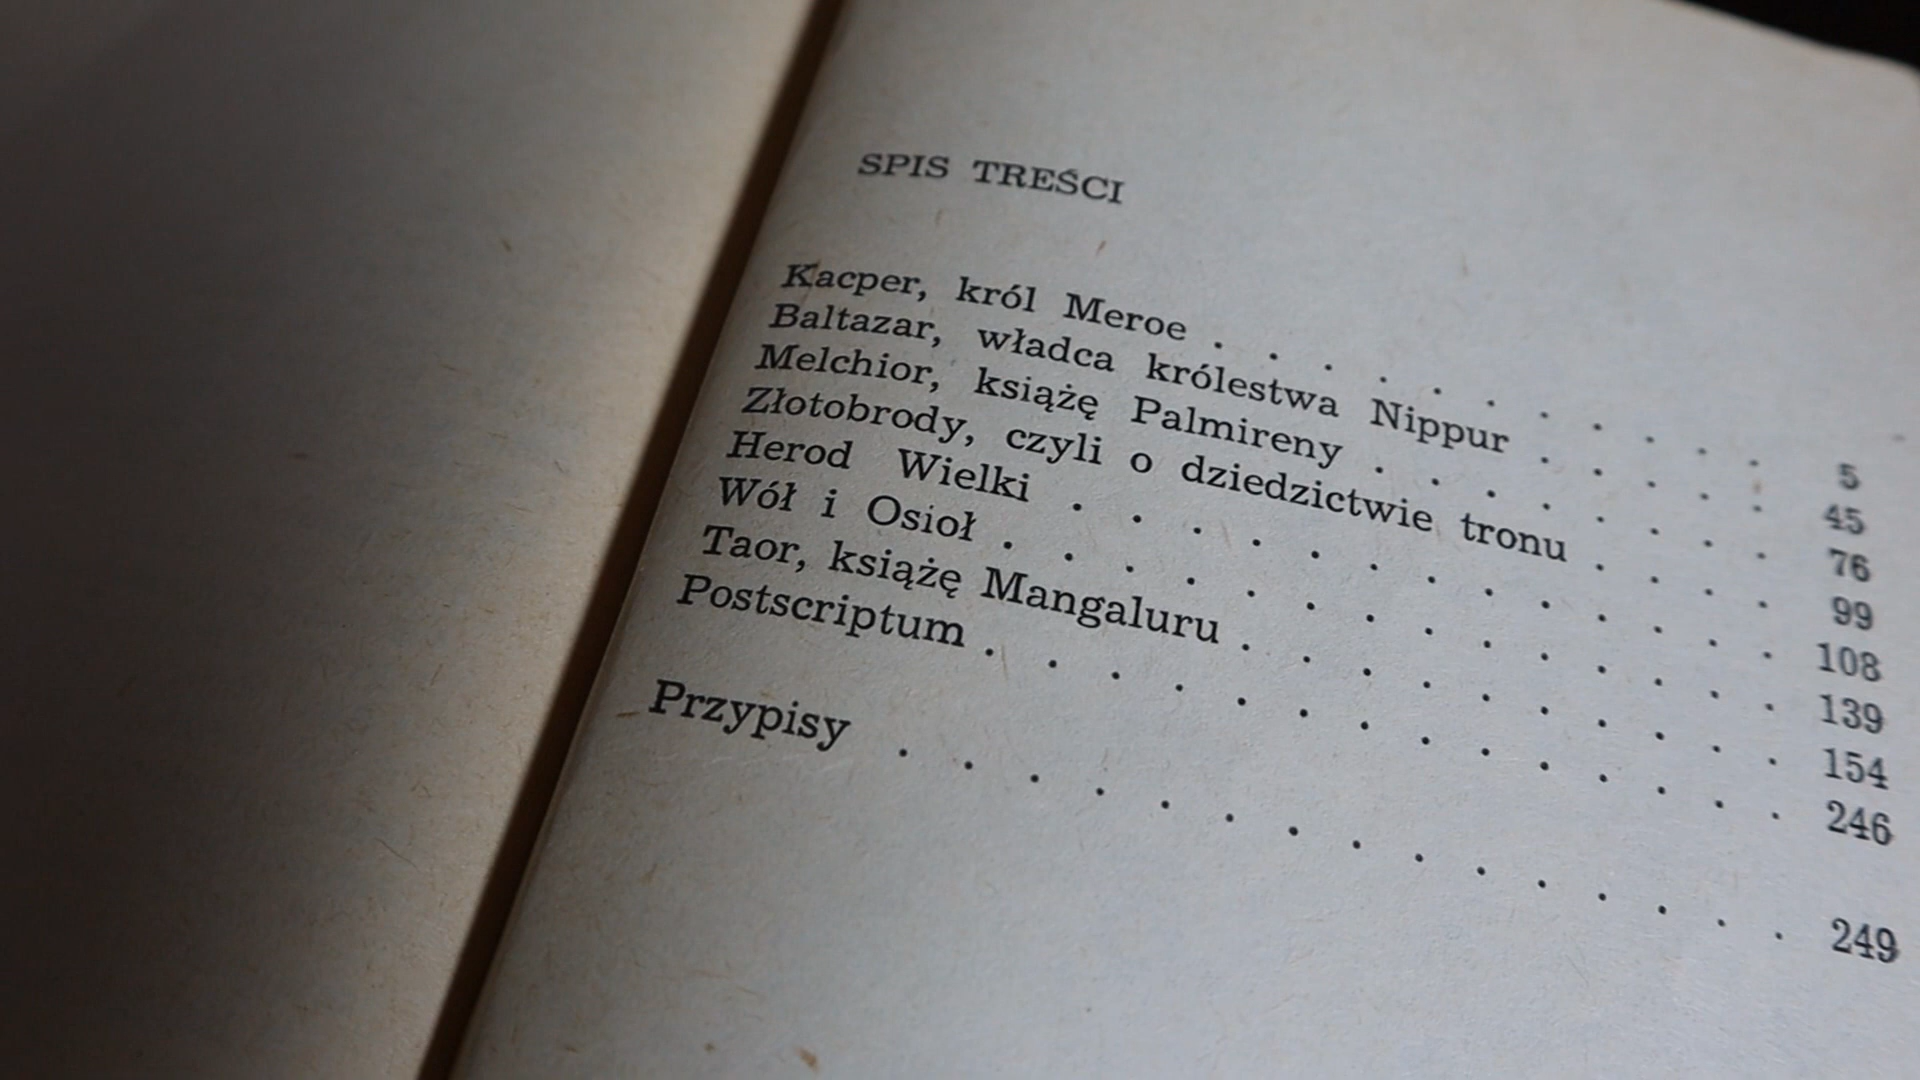 SPIS TREŚCI
Kacper, król Meroe . . . . . . . . . . . 5
Baltazar, władca królestwa Nippur . . . . . 45
Melchior, książę Palmireny . . . . . . . . 76
Złotobrody, czyli o dziedzictwie tronu . . . . 99
Herod Wielki . . . . . . . . . . . . . 108
Wół i Osioł . . . . . . . . . . . . . . 139
Taor, książę Mangaluru . . . . . . . . . . 154
Postscriptum . . . . . . . . . . . . . . 246
Przypisy . . . . . . . . . . . . . . . 249